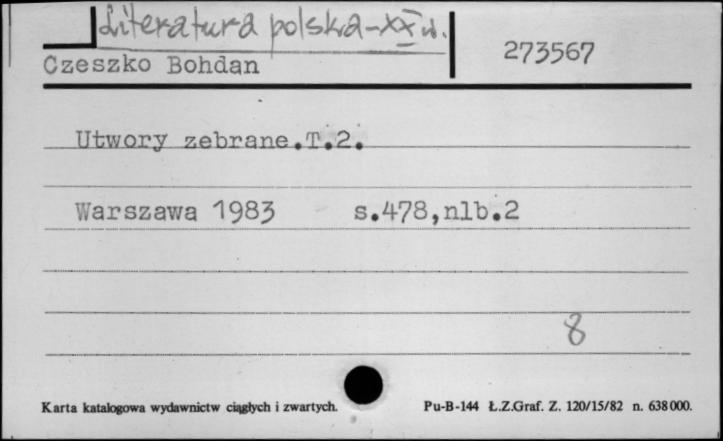 Literatura polska-XX w.
Czeszko Bohdan 273567
Utwory zebrane.T.2.
Warszawa 1983 s.478,nlb.2
8
Karta katalogowa wydawnictw ciągłych i zwartych. Pu-B-144 Ł.Z.Graf. Z. 120/15/82 n. 638000.